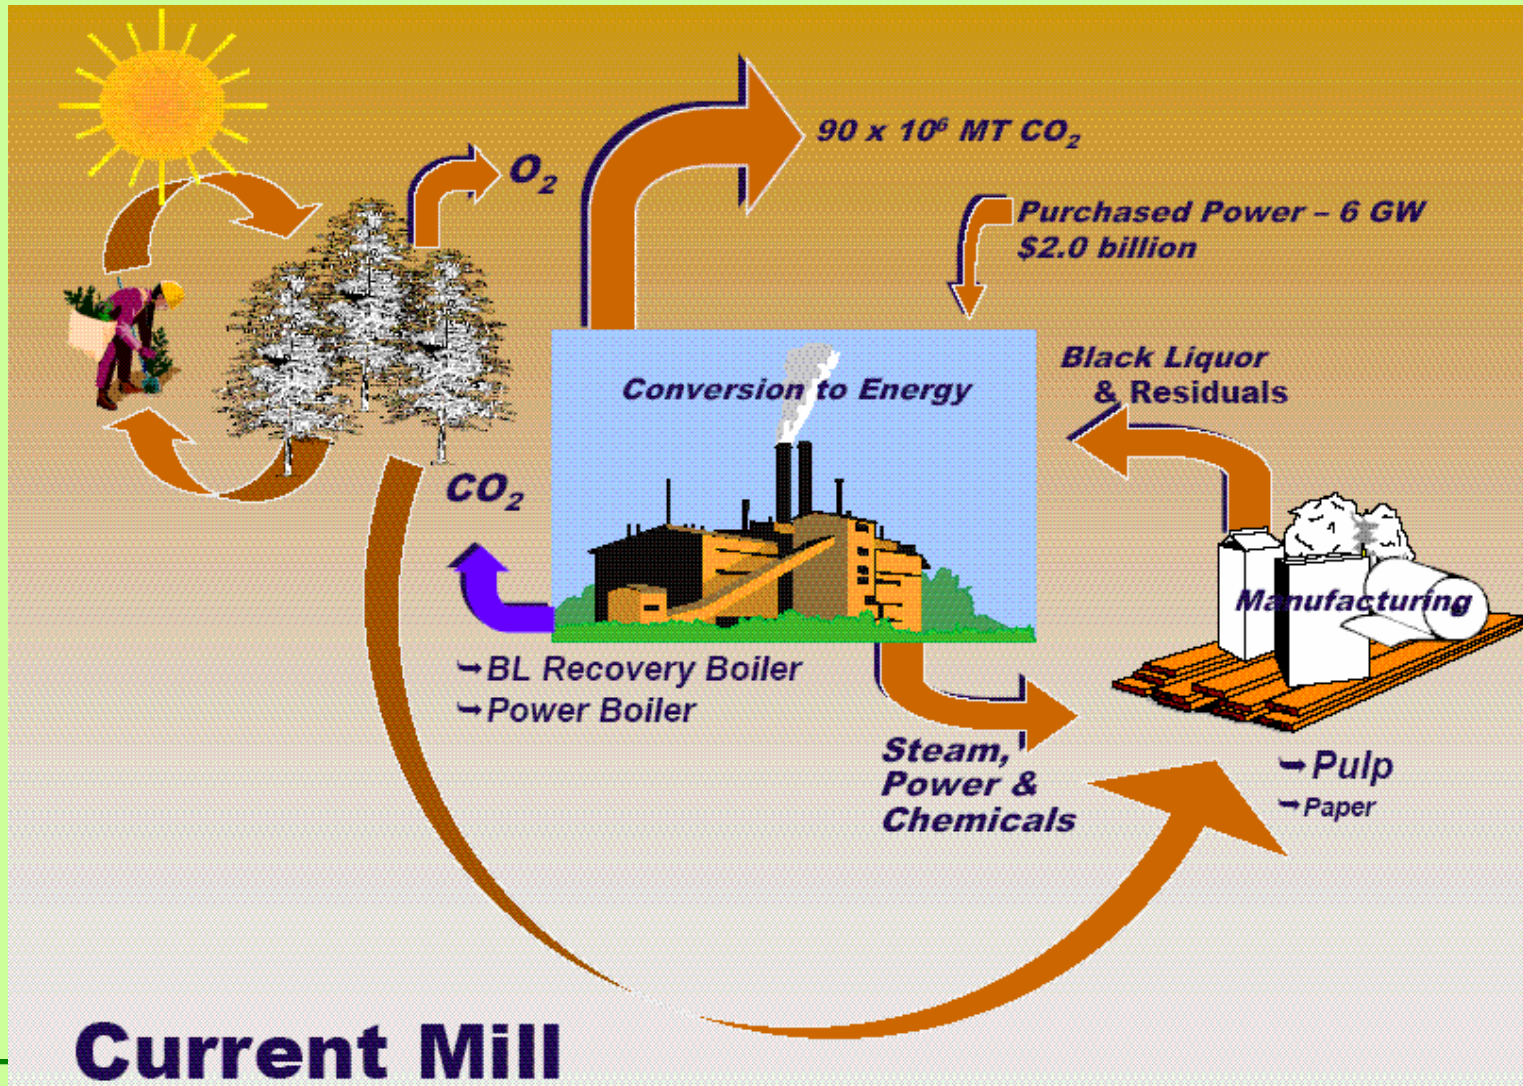 90 x 10⁶ MT CO₂
O₂
Purchased Power – 6 GW
$2.0 billion
Black Liquor
& Residuals
Conversion to Energy
CO₂
Manufacturing
➥BL Recovery Boiler
➥Power Boiler
Steam,
Power &
Chemicals
➥Pulp
➥Paper
Current Mill